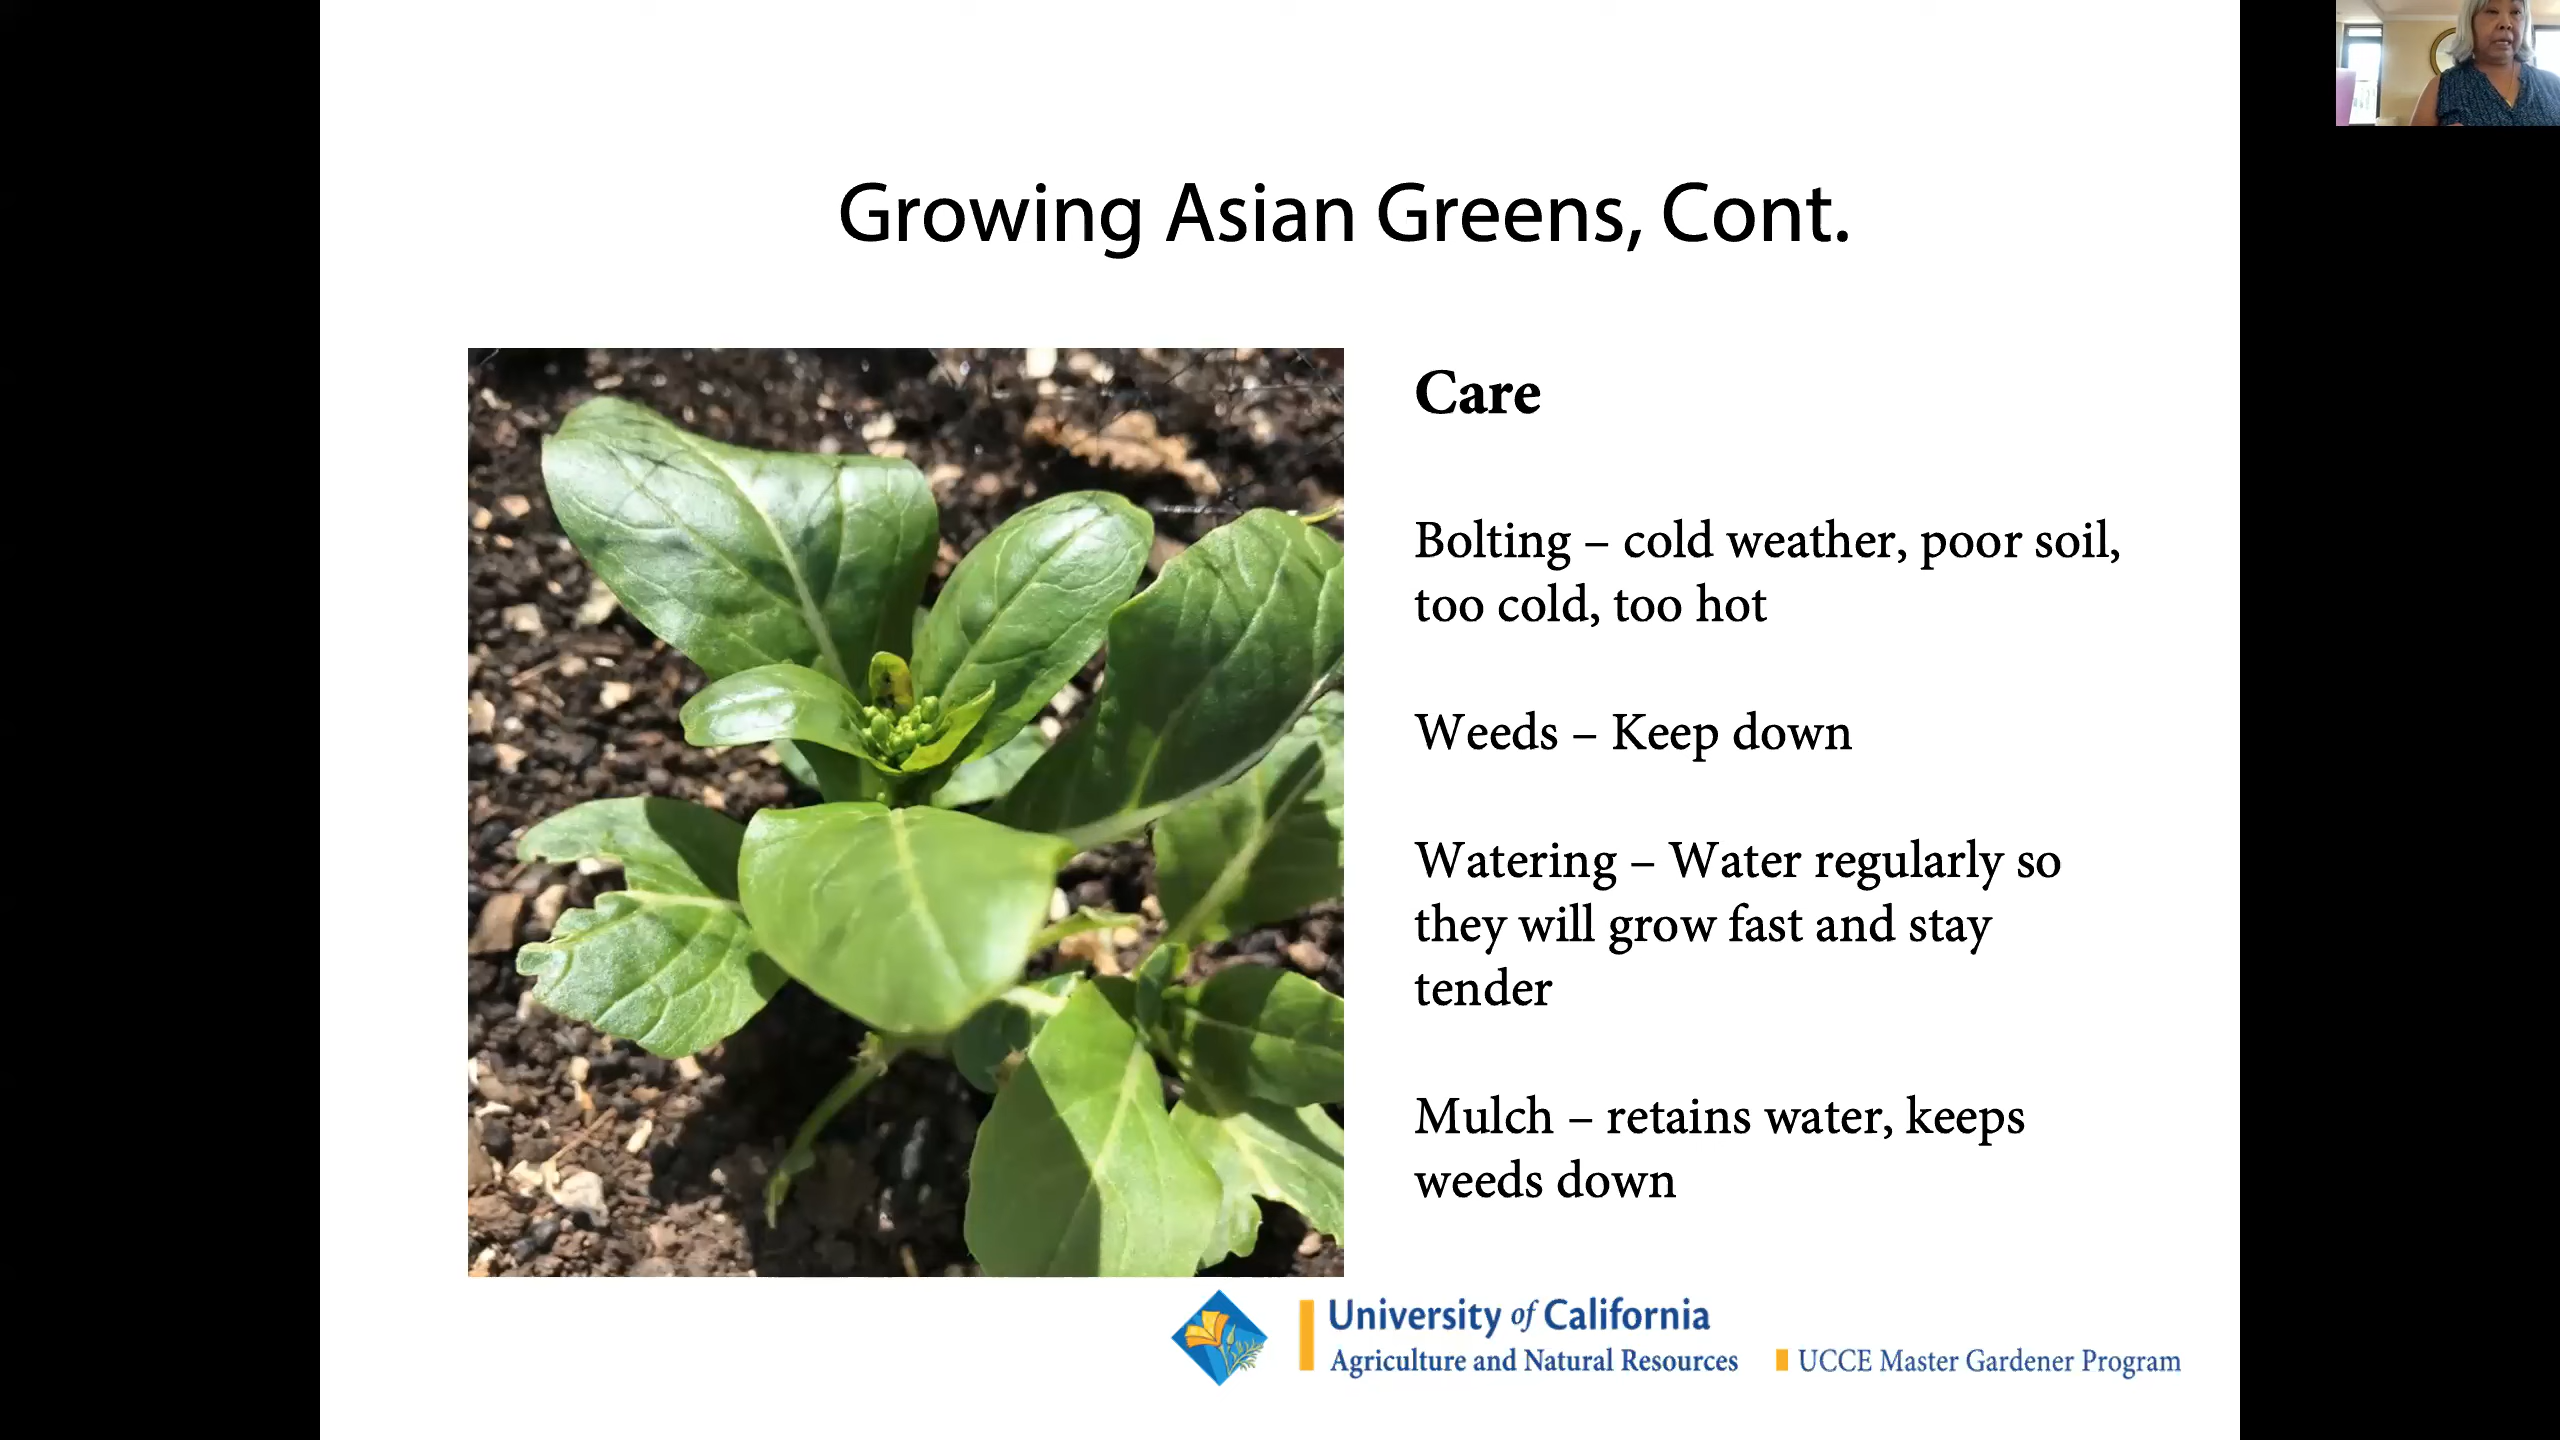 Growing Asian Greens, Cont.
Care
Bolting – cold weather, poor soil,
too cold, too hot
Weeds – Keep down
Watering – Water regularly so
they will grow fast and stay
tender
Mulch – retains water, keeps
weeds down
University of California
Agriculture and Natural Resources
UCCE Master Gardener Program